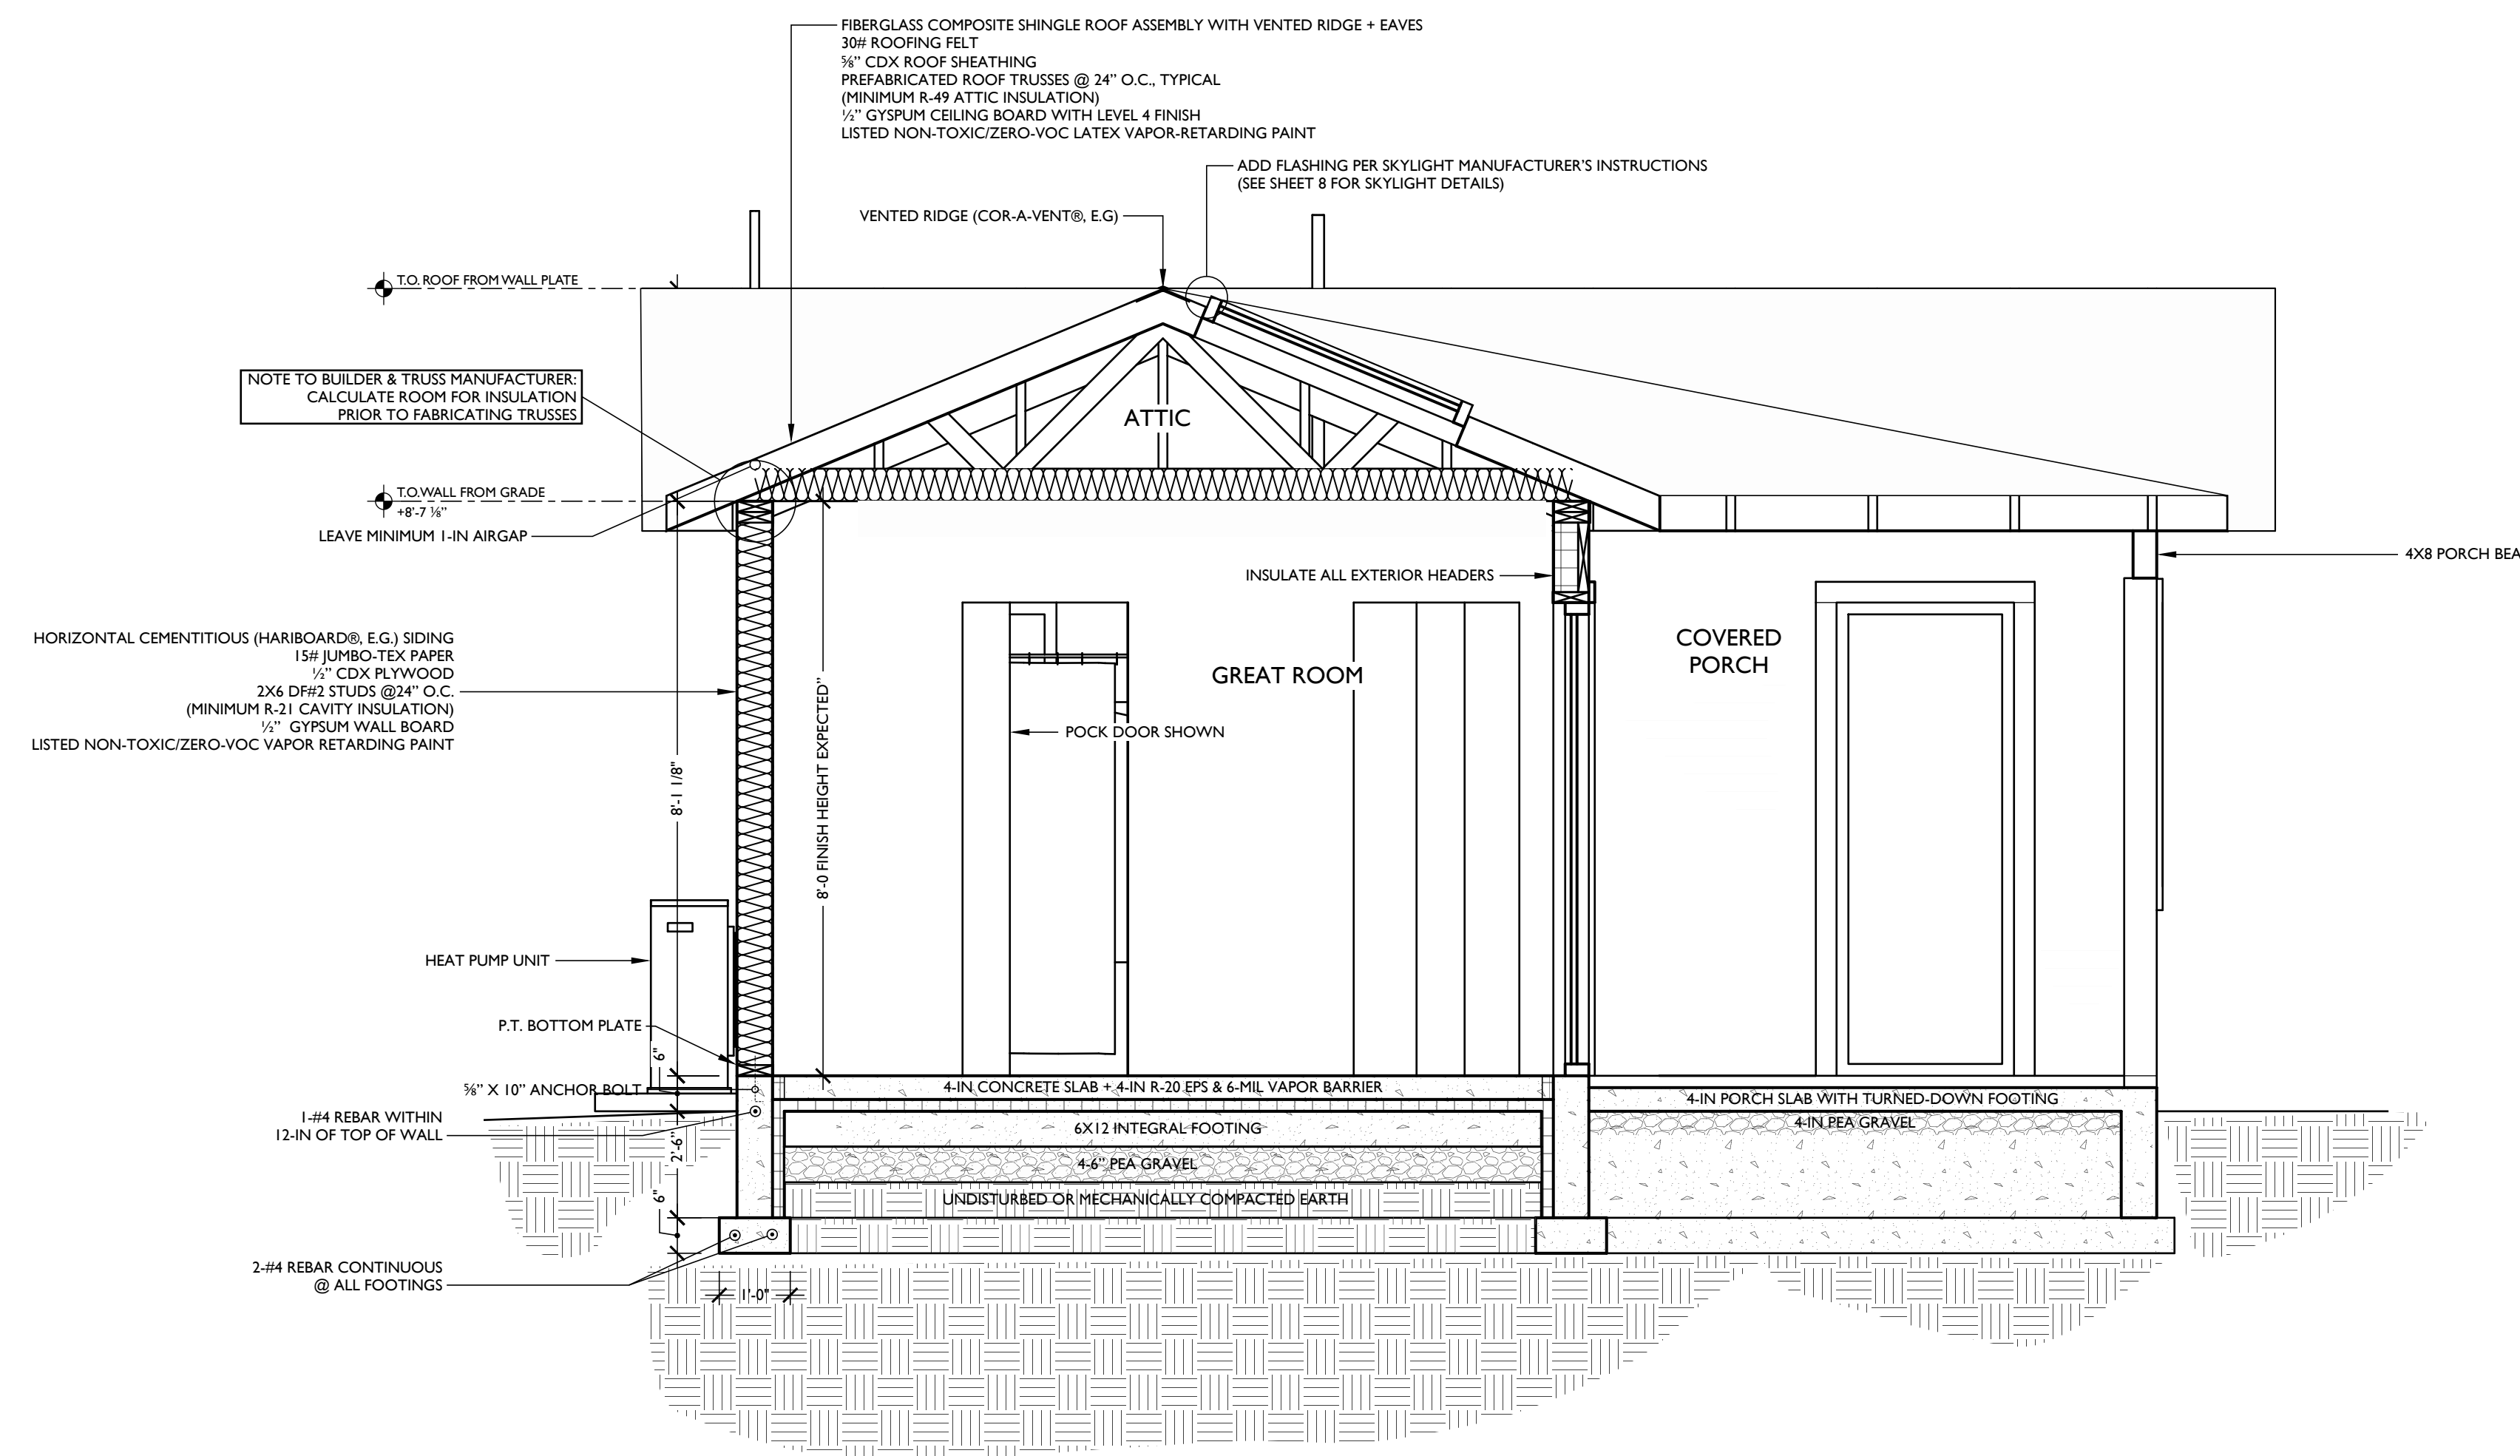 FIBERGLASS COMPOSITE SHINGLE ROOF ASSEMBLY WITH VENTED RIDGE + EAVES
30# ROOFING FELT
⅝” CDX ROOF SHEATHING
PREFABRICATED ROOF TRUSSES @ 24” O.C., TYPICAL
(MINIMUM R-49 ATTIC INSULATION)
½” GYSPUM CEILING BOARD WITH LEVEL 4 FINISH
LISTED NON-TOXIC/ZERO-VOC LATEX VAPOR-RETARDING PAINT
ADD FLASHING PER SKYLIGHT MANUFACTURER’S INSTRUCTIONS
(SEE SHEET 8 FOR SKYLIGHT DETAILS)
VENTED RIDGE (COR-A-VENT®, E.G)
T.O. ROOF FROM WALL PLATE
NOTE TO BUILDER & TRUSS MANUFACTURER:
CALCULATE ROOM FOR INSULATION
PRIOR TO FABRICATING TRUSSES
ATTIC
T.O.WALL FROM GRADE
+8’-7 ⅛”
LEAVE MINIMUM 1-IN AIRGAP
4X8 PORCH BEA
INSULATE ALL EXTERIOR HEADERS
HORIZONTAL CEMENTITIOUS (HARIBOARD®, E.G.) SIDING
15# JUMBO-TEX PAPER
½” CDX PLYWOOD
2X6 DF#2 STUDS @24” O.C.
(MINIMUM R-21 CAVITY INSULATION)
½” GYPSUM WALL BOARD
LISTED NON-TOXIC/ZERO-VOC VAPOR RETARDING PAINT
COVERED
PORCH
GREAT ROOM
POCK DOOR SHOWN
8'-1 1/8"
8’-0 FINISH HEIGHT EXPECTED”
HEAT PUMP UNIT
P.T. BOTTOM PLATE
6"
⅝” X 10” ANCHOR BOLT
4-IN CONCRETE SLAB + 4-IN R-20 EPS & 6-MIL VAPOR BARRIER
4-IN PORCH SLAB WITH TURNED-DOWN FOOTING
1-#4 REBAR WITHIN
12-IN OF TOP OF WALL
4-IN PEA GRAVEL
6X12 INTEGRAL FOOTING
2'-6"
4-6” PEA GRAVEL
6"
UNDISTURBED OR MECHANICALLY COMPACTED EARTH
2-#4 REBAR CONTINUOUS
@ ALL FOOTINGS
1'-0"